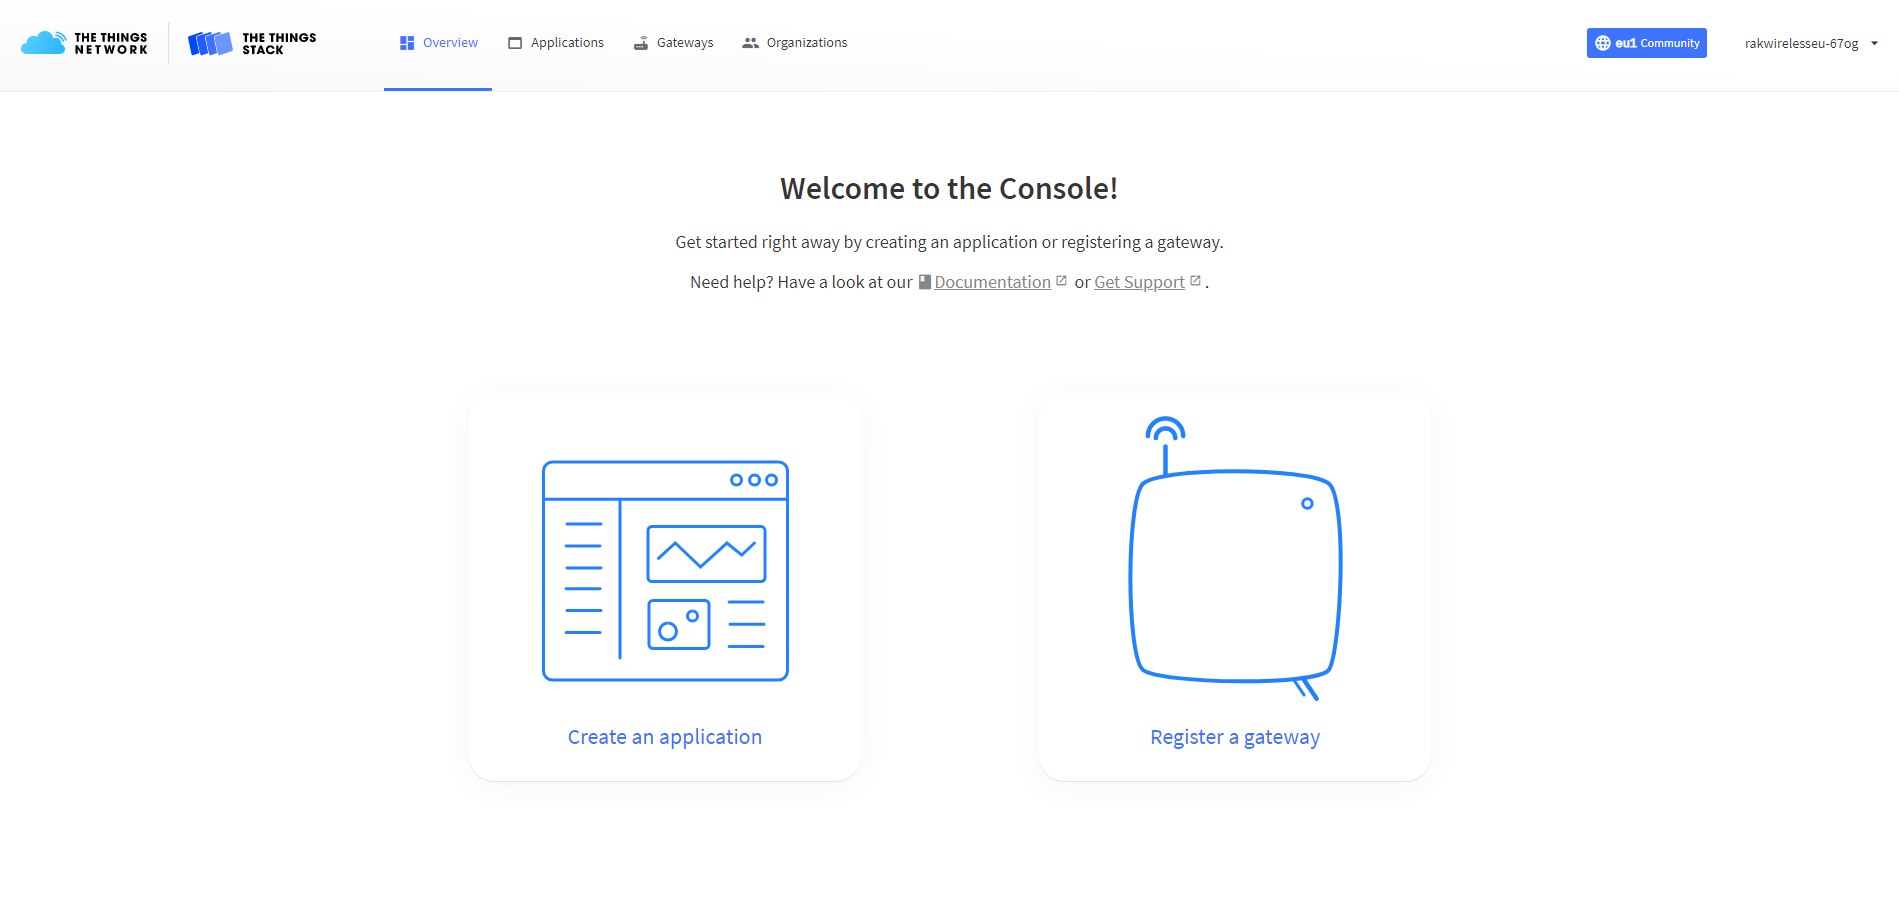 THE THINGS
NETWORK
THE THINGS
STACK
Overview
Applications
Gateways
Organizations
eu1 Community
rakwirelesseu-67og
Welcome to the Console!
Get started right away by creating an application or registering a gateway.
Need help? Have a look at our Documentation or Get Support .
Create an application
Register a gateway